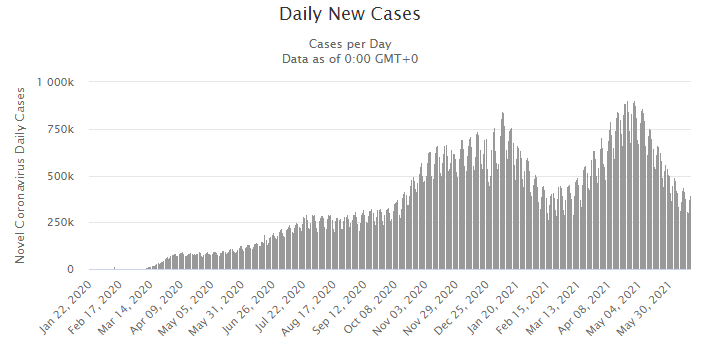 Daily New Cases
Cases per Day
Data as of 0:00 GMT+0
Novel Coronavirus Daily Cases
1 000k
750k
500k
250k
0
Jan 22, 2020
Feb 17, 2020
Mar 14, 2020
Apr 09, 2020
May 05, 2020
May 31, 2020
Jun 26, 2020
Jul 22, 2020
Aug 17, 2020
Sep 12, 2020
Oct 08, 2020
Nov 03, 2020
Nov 29, 2020
Dec 25, 2020
Jan 20, 2021
Feb 15, 2021
Mar 13, 2021
Apr 08, 2021
May 04, 2021
May 30, 2021